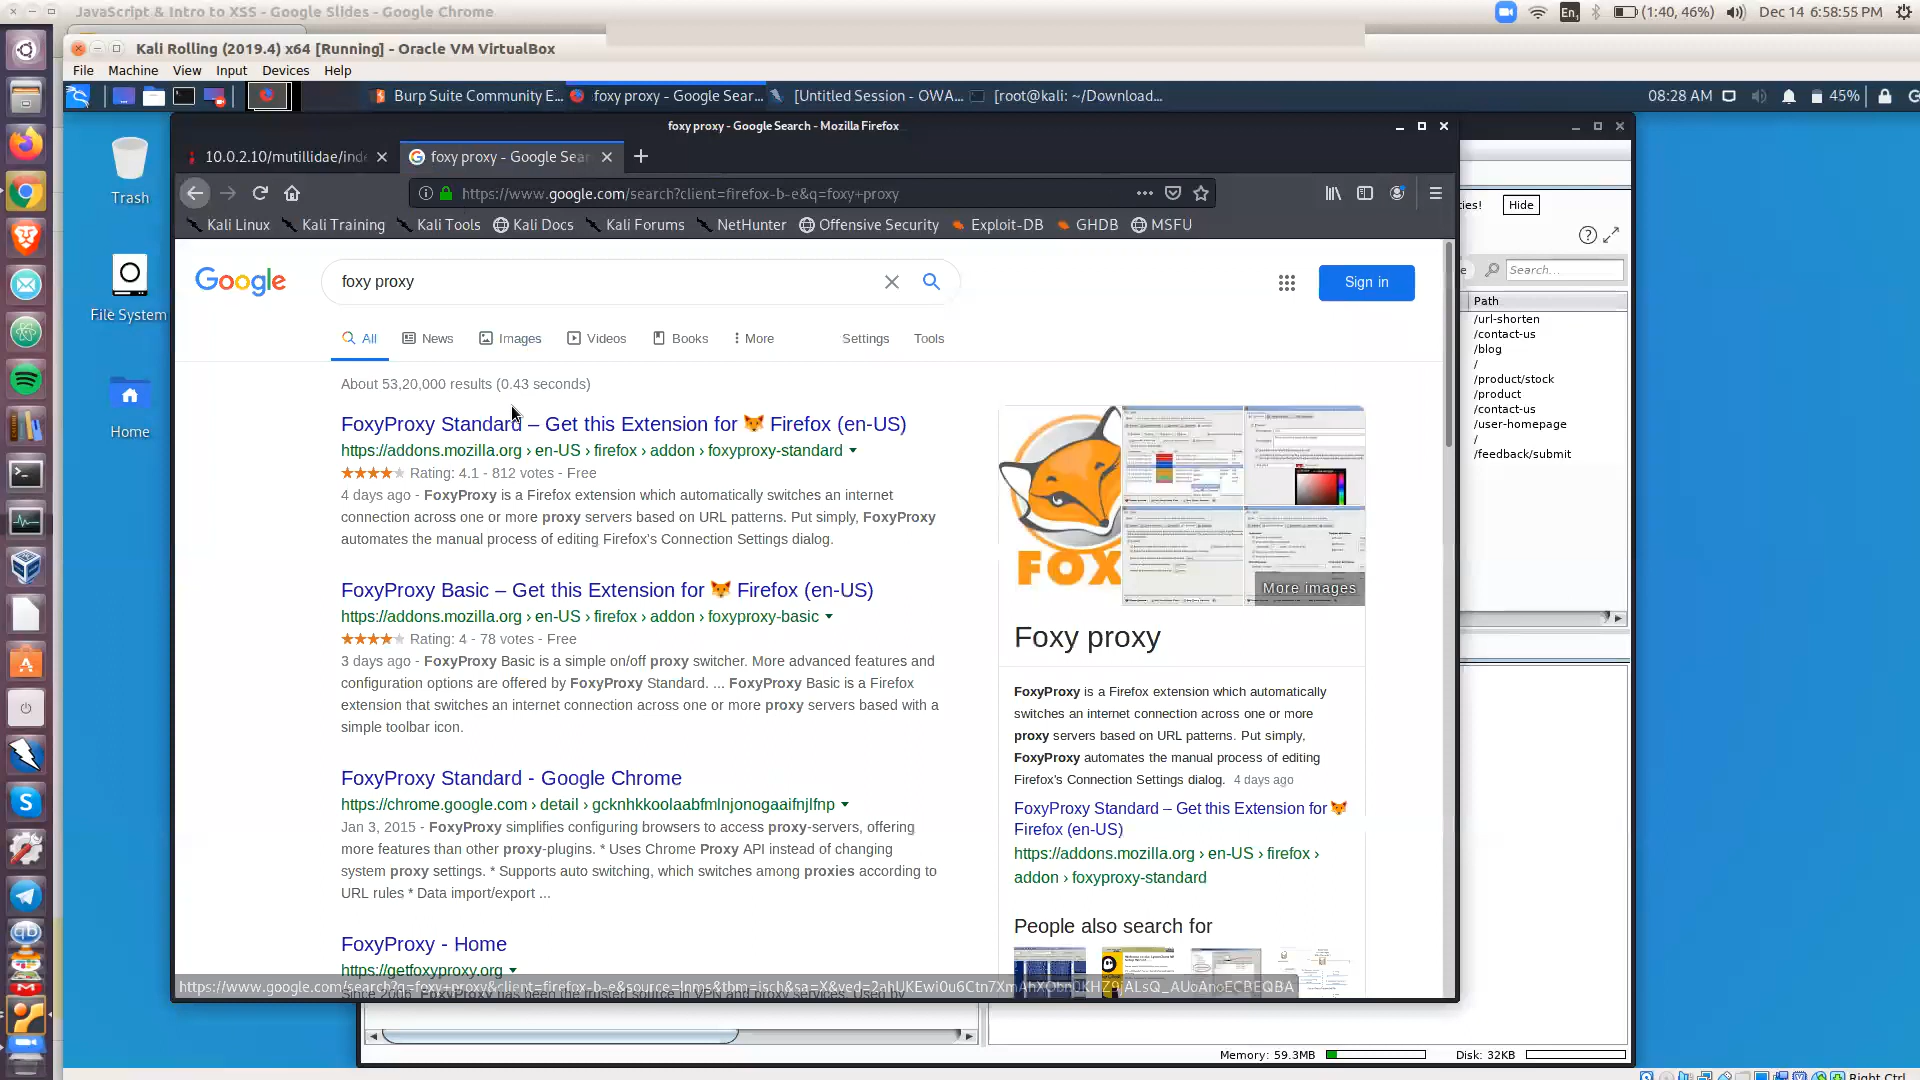 JavaScript & Intro to XSS - Google Slides - Google Chrome
En
(1:40, 46%)
Dec 14 6:58:55 PM
Kali Rolling (2019.4) x64 [Running] - Oracle VM VirtualBox
File Machine View Input Devices Help
Burp Suite Community E...
foxy proxy - Google Sear...
[Untitled Session - OWA...
[root@kali: ~/Download...
08:28 AM
45%
foxy proxy - Google Search - Mozilla Firefox
10.0.2.10/mutillidae/inde
foxy proxy - Google Sear
https://www.google.com/search?client=firefox-b-e&q=foxy+proxy
Kali Linux Kali Training Kali Tools Kali Docs Kali Forums NetHunter Offensive Security Exploit-DB GHDB MSFU
Trash
File System
Home
Google
foxy proxy
Sign in
All News Images Videos Books More Settings Tools
About 53,20,000 results (0.43 seconds)
FoxyProxy Standard – Get this Extension for 🦊 Firefox (en-US)
https://addons.mozilla.org › en-US › firefox › addon › foxyproxy-standard
Rating: 4.1 - 812 votes - Free
4 days ago - FoxyProxy is a Firefox extension which automatically switches an internet
connection across one or more proxy servers based on URL patterns. Put simply, FoxyProxy
automates the manual process of editing Firefox's Connection Settings dialog.
FoxyProxy Basic – Get this Extension for 🦊 Firefox (en-US)
https://addons.mozilla.org › en-US › firefox › addon › foxyproxy-basic
Rating: 4 - 78 votes - Free
3 days ago - FoxyProxy Basic is a simple on/off proxy switcher. More advanced features and
configuration options are offered by FoxyProxy Standard. ... FoxyProxy Basic is a Firefox
extension that switches an internet connection across one or more proxy servers based with a
simple toolbar icon.
FoxyProxy Standard - Google Chrome
https://chrome.google.com › detail › gcknhkkoolaabfmlnjonogaaifnjlfnp
Jan 3, 2015 - FoxyProxy simplifies configuring browsers to access proxy-servers, offering
more features than other proxy-plugins. * Uses Chrome Proxy API instead of changing
system proxy settings. * Supports auto switching, which switches among proxies according to
URL rules * Data import/export ...
FoxyProxy - Home
https://getfoxyproxy.org
Since 2006, FoxyProxy has been the trusted source in VPN and proxy services. Used by
FOX
More images
Foxy proxy
FoxyProxy is a Firefox extension which automatically
switches an internet connection across one or more
proxy servers based on URL patterns. Put simply,
FoxyProxy automates the manual process of editing
Firefox's Connection Settings dialog. 4 days ago
FoxyProxy Standard – Get this Extension for 🦊
Firefox (en-US)
https://addons.mozilla.org › en-US › firefox ›
addon › foxyproxy-standard
People also search for
ties!
Hide
Search...
Path
/url-shorten
/contact-us
/blog
/
/product/stock
/product
/contact-us
/user-homepage
/
/feedback/submit
Memory: 59.3MB
Disk: 32KB
Right Ctrl